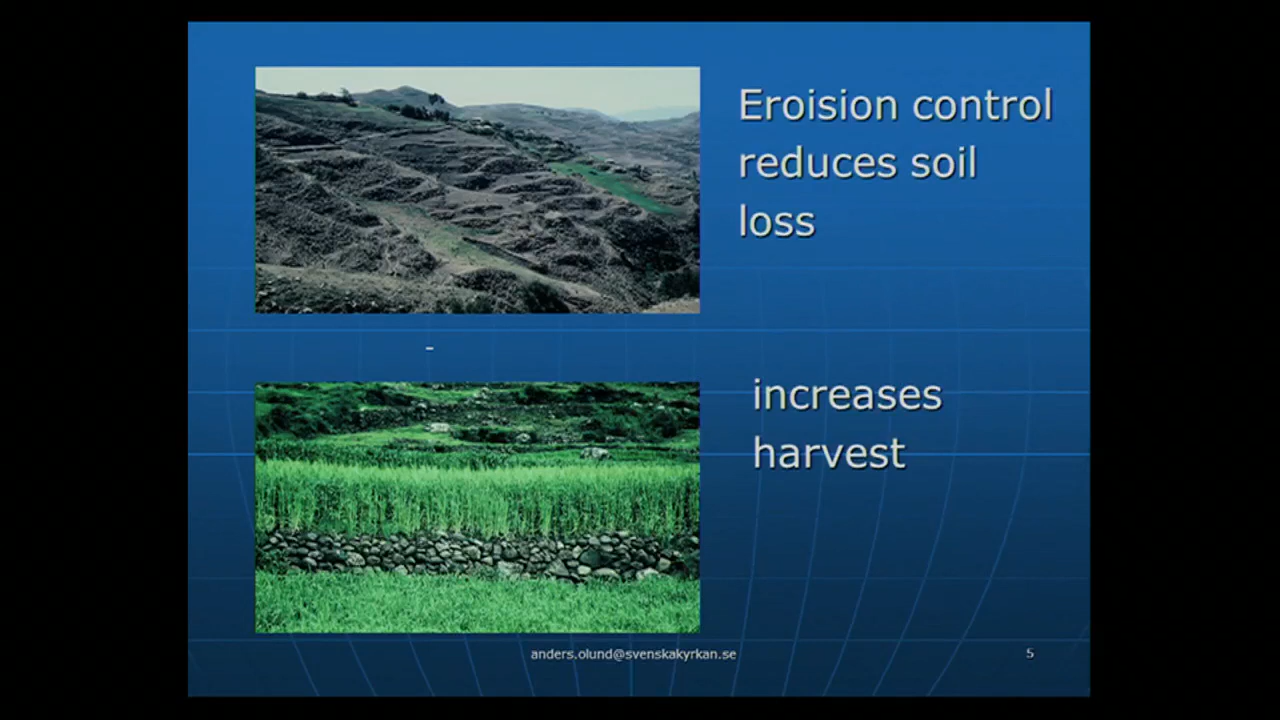 Eroision control
reduces soil
loss
-
increases
harvest
anders.olund@svenskakyrkan.se
5